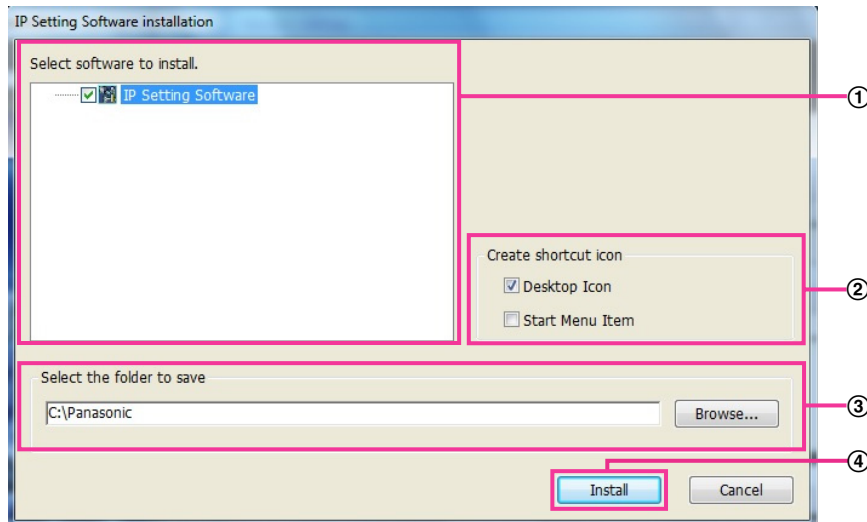 IP Setting Software installation
Select software to install.
IP Setting Software
①
Create shortcut icon
Desktop Icon
②
Start Menu Item
Select the folder to save
C:\Panasonic
Browse...
③
④
Install
Cancel